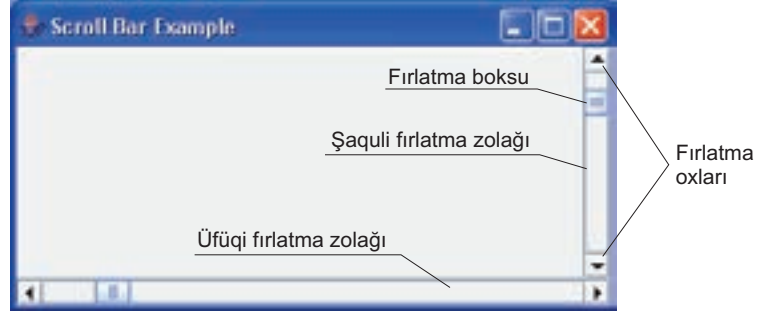 Scroll Bar Example
Fırlatma boksu
Şaquli fırlatma zolağı
Fırlatma
oxları
Üfüqi fırlatma zolağı